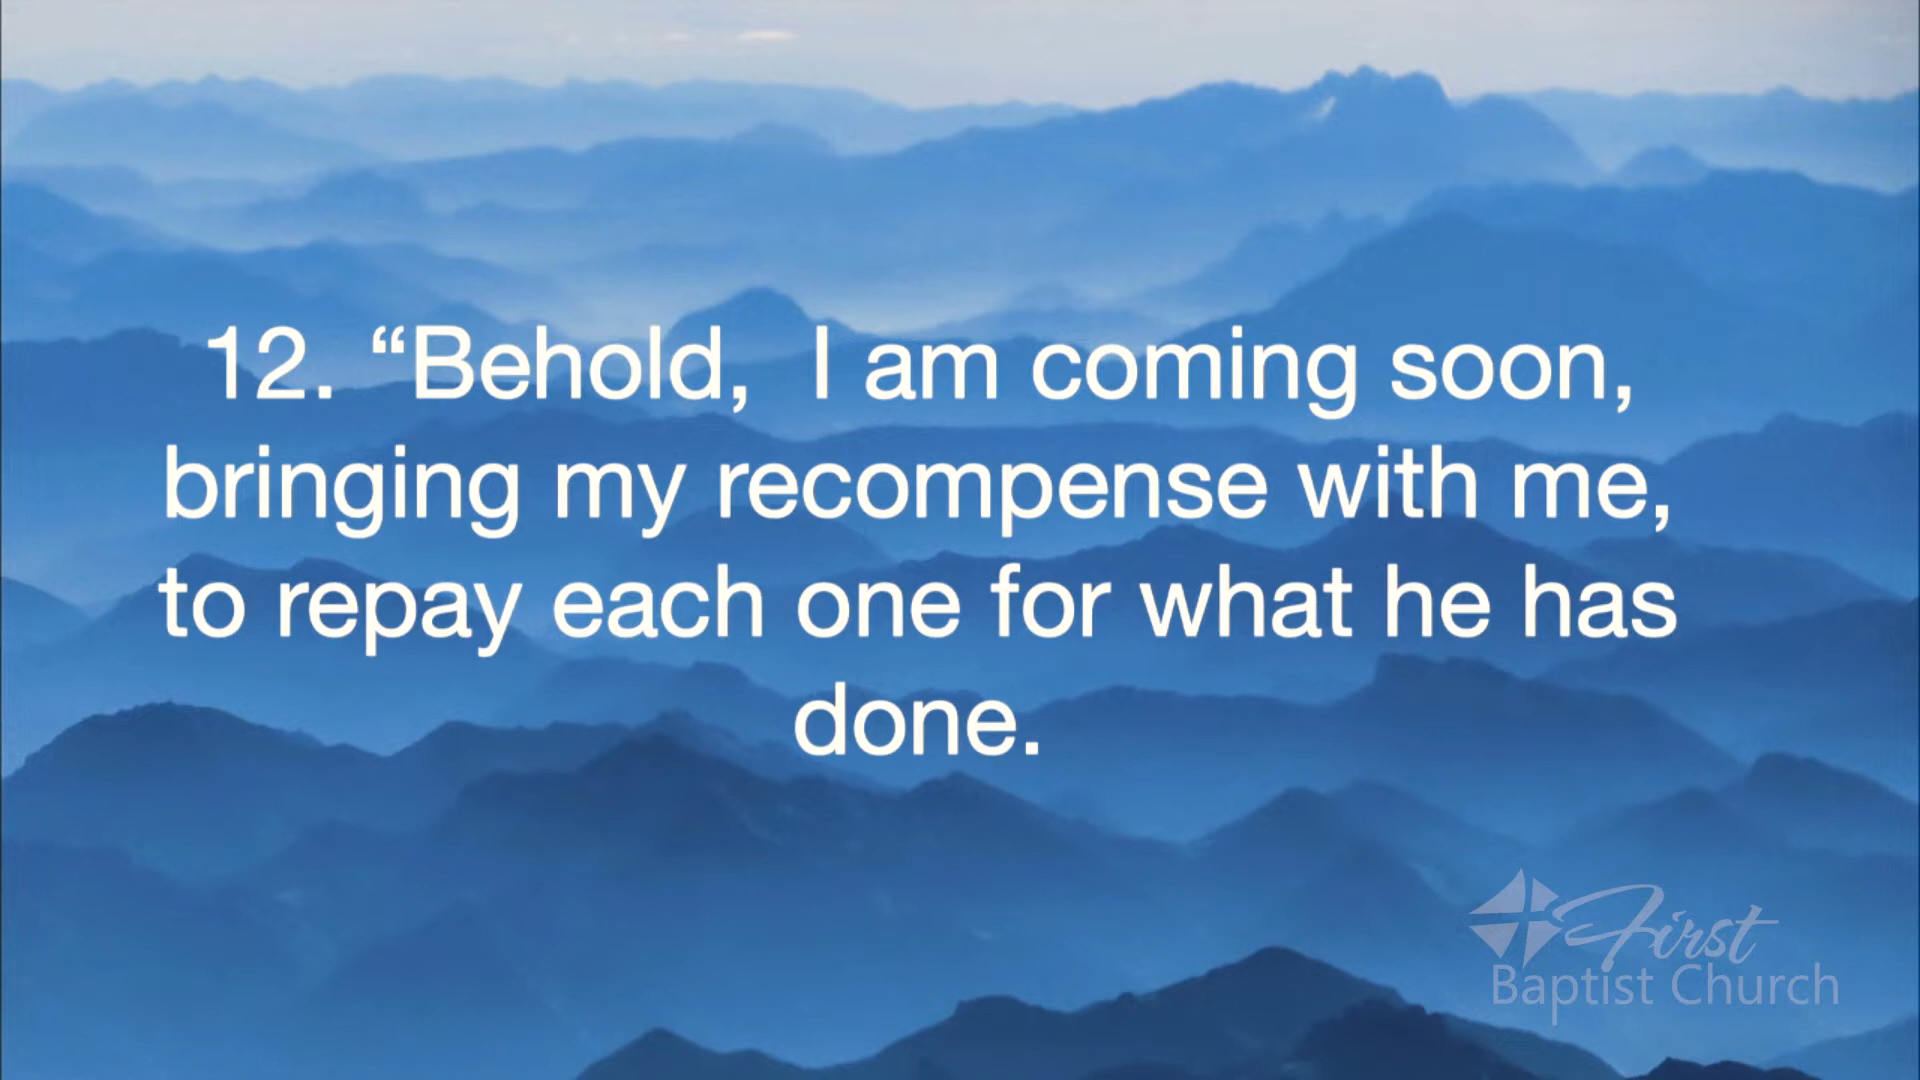 12. “Behold,  I am coming soon,
bringing my recompense with me,
to repay each one for what he has
done.
First
Baptist Church